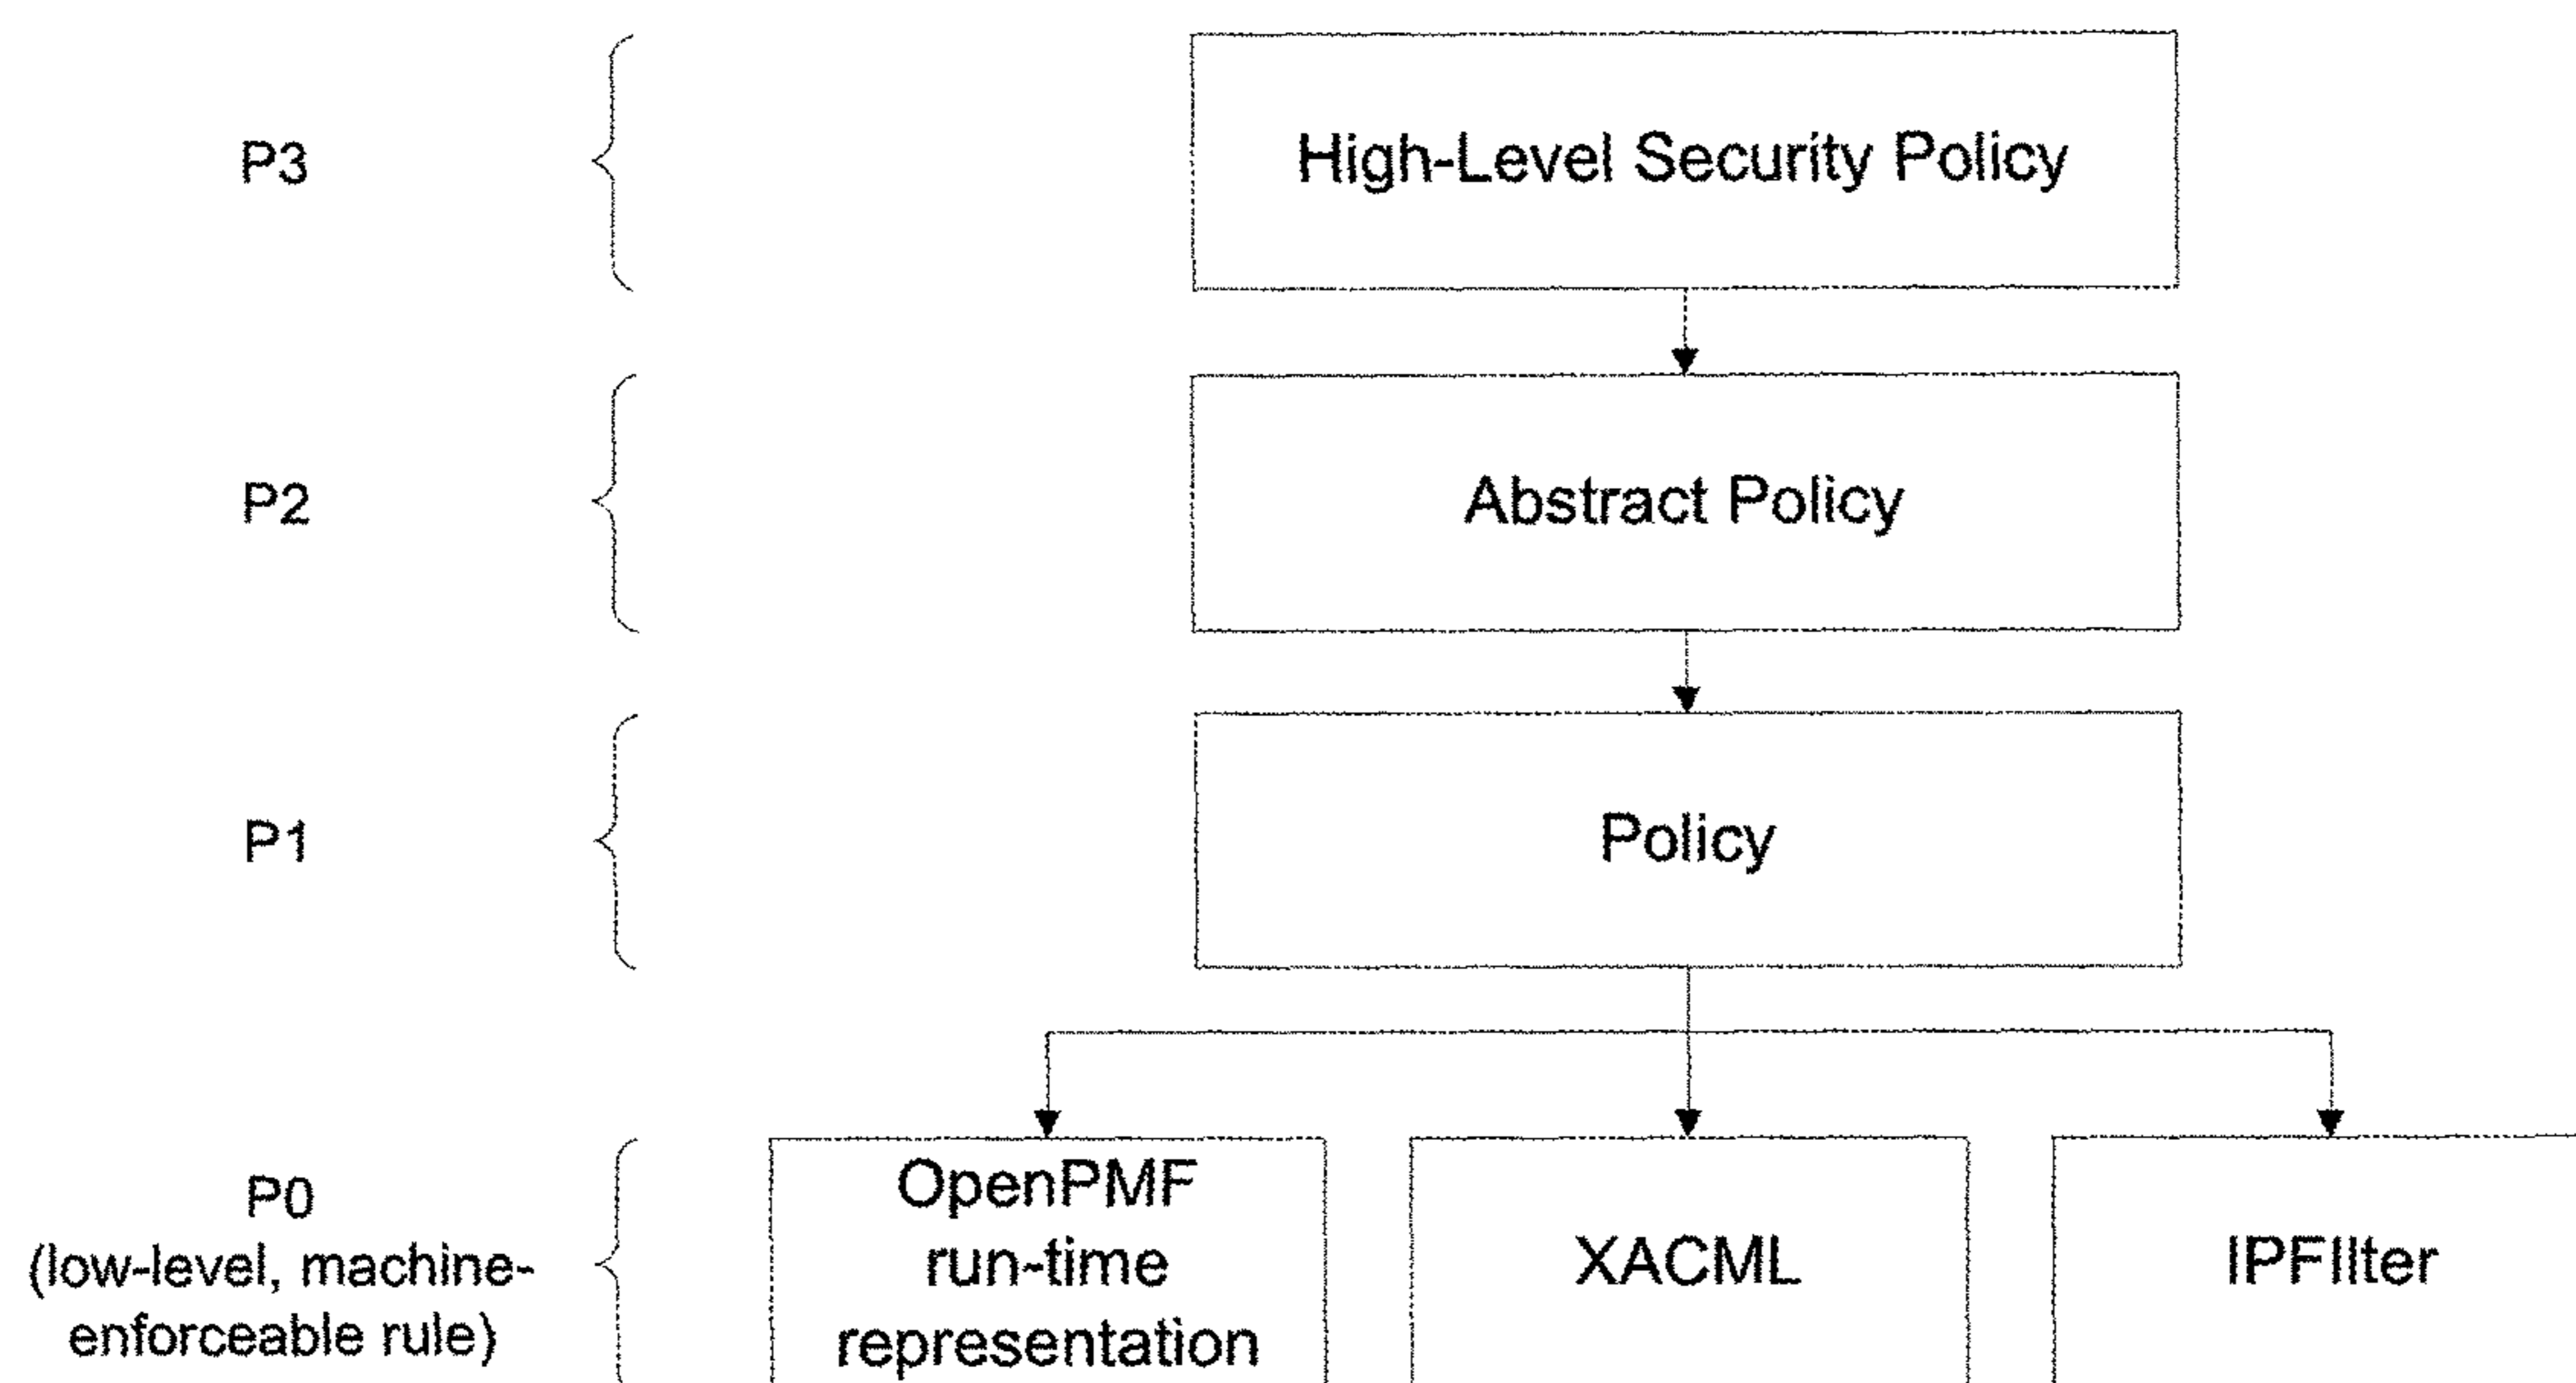 P3
High-Level Security Policy
P2
Abstract Policy
P1
Policy
P0
(low-level, machine-
enforceable rule)
OpenPMF
run-time
representation
XACML
IPFIlter